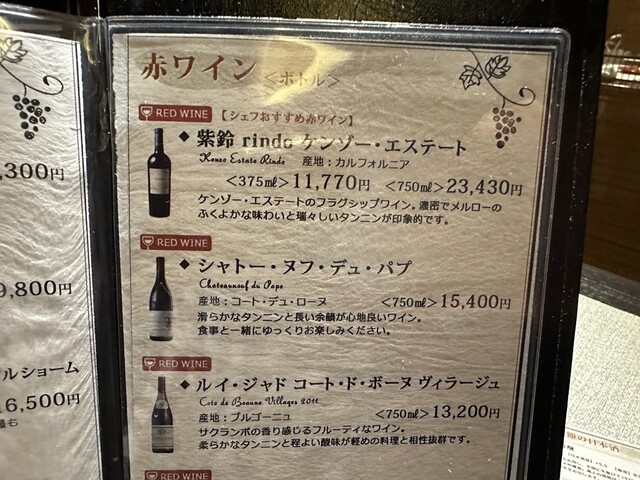 ,300円
9,800円
ルショーム
16,500円
赤ワイン <ボトル>
RED WINE 【シェフおすすめ赤ワイン】
◆ 紫鈴 rindo ケンゾー・エステート
Kenzo Estate Rindo 産地：カルフォルニア
<375㎖>11,770円 <750㎖>23,430円
ケンゾー・エステートのフラグシップワイン。濃密でメルローの
ふくよかな味わいと瑞々しいタンニンが印象的です。
RED WINE
◆ シャトー・ヌフ・デュ・パプ
Chateauneuf du Pape
産地：コート・デュ・ローヌ <750㎖>15,400円
滑らかなタンニンと長い余韻が心地良いワイン。
食事と一緒にゆっくりお楽しみください。
RED WINE
◆ ルイ・ジャド コート・ド・ボーヌ ヴィラージュ
Cote de Beaune Villages 2011
産地：ブルゴーニュ <750㎖>13,200円
サクランボの香り感じるフルーティなワイン。
柔らかなタンニンと程よい酸味が軽めの料理と相性抜群です。
RED WINE